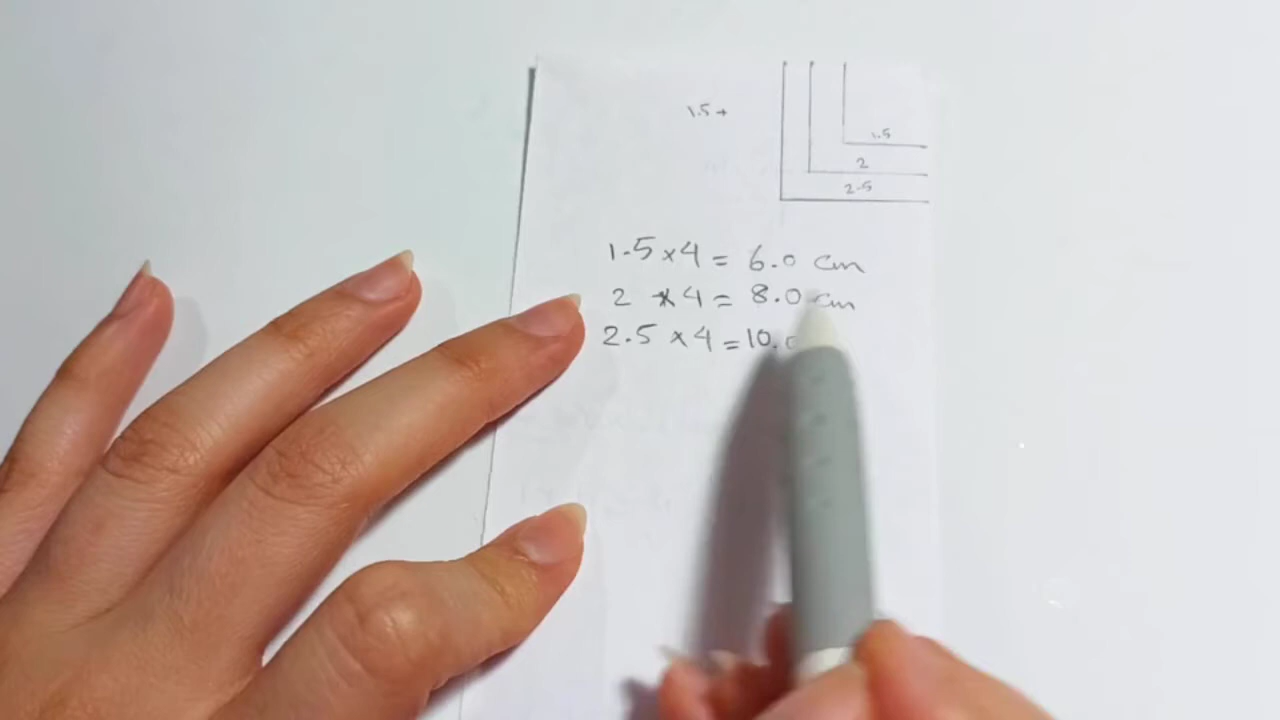 1.5+
1.5
2
2.5
1.5 × 4 = 6.0 cm
2 × 4 = 8.0 cm
2.5 × 4 = 10.0